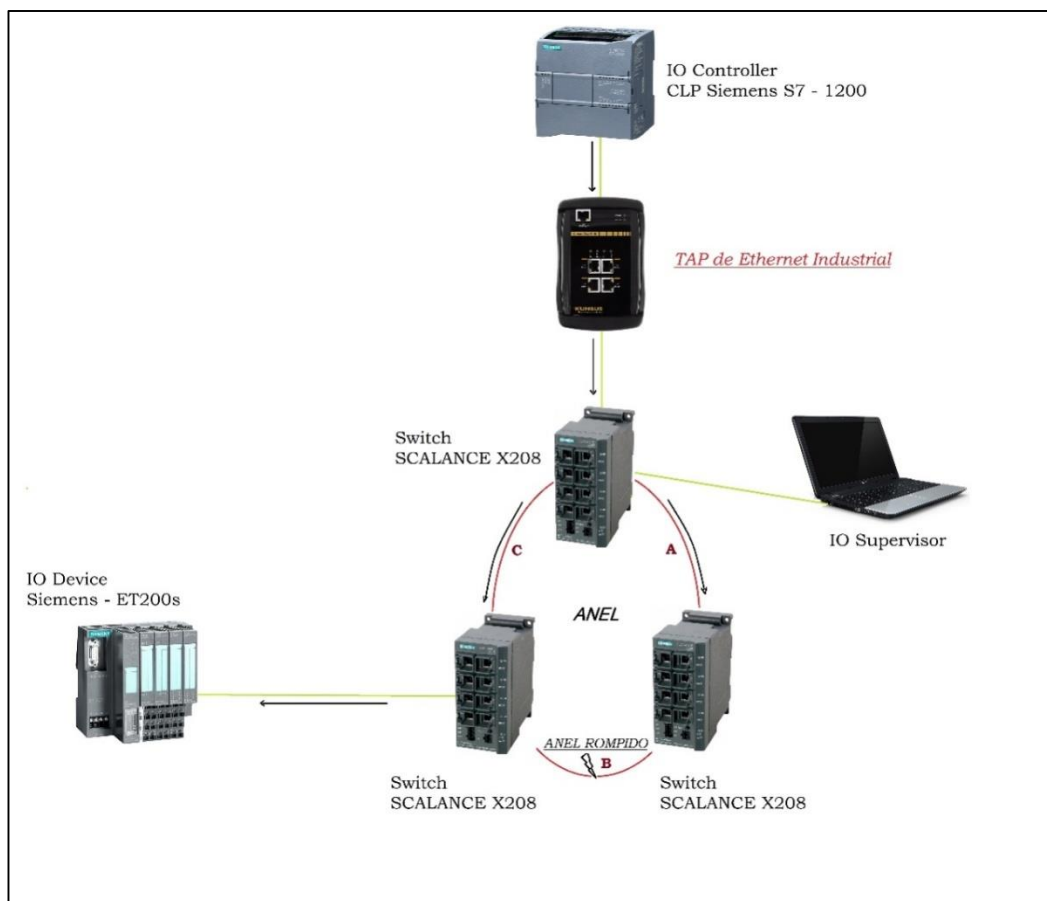 IO Controller
CLP Siemens S7 - 1200
TAP de Ethernet Industrial
Switch
SCALANCE X208
IO Supervisor
C
A
IO Device
Siemens - ET200s
ANEL
ANEL ROMPIDO
B
Switch
SCALANCE X208
Switch
SCALANCE X208